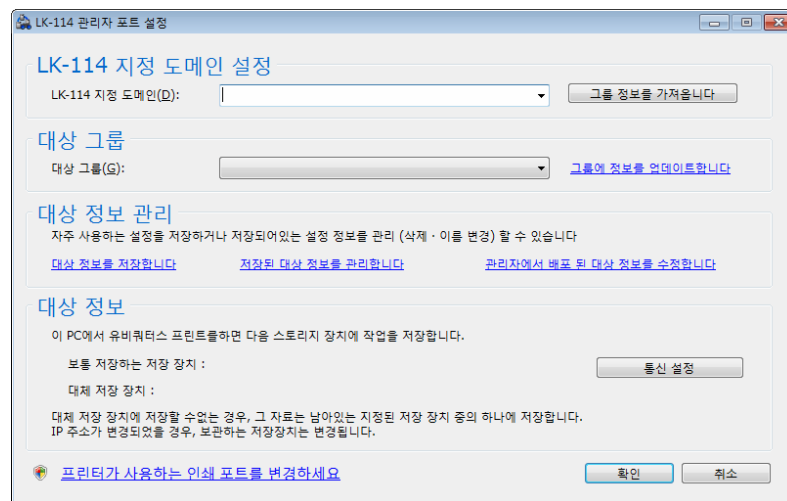 LK-114 관리자 포트 설정
LK-114 지정 도메인 설정
LK-114 지정 도메인(D): 그룹 정보를 가져옵니다
대상 그룹
대상 그룹(G): 그룹에 정보를 업데이트합니다
대상 정보 관리
자주 사용하는 설정을 저장하거나 저장되어있는 설정 정보를 관리 (삭제 · 이름 변경) 할 수 있습니다
대상 정보를 저장합니다 저장된 대상 정보를 관리합니다 관리자에서 배포 된 대상 정보를 수정합니다
대상 정보
이 PC에서 유비쿼터스 프린트를하면 다음 스토리지 장치에 작업을 저장합니다.
보통 저장하는 저장 장치 : 통신 설정
대체 저장 장치 :
대체 저장 장치에 저장할 수없는 경우, 그 자료는 남아있는 지정된 저장 장치 중의 하나에 저장합니다.
IP 주소가 변경되었을 경우, 보관하는 저장장치는 변경됩니다.
프린터가 사용하는 인쇄 포트를 변경하세요 확인 취소